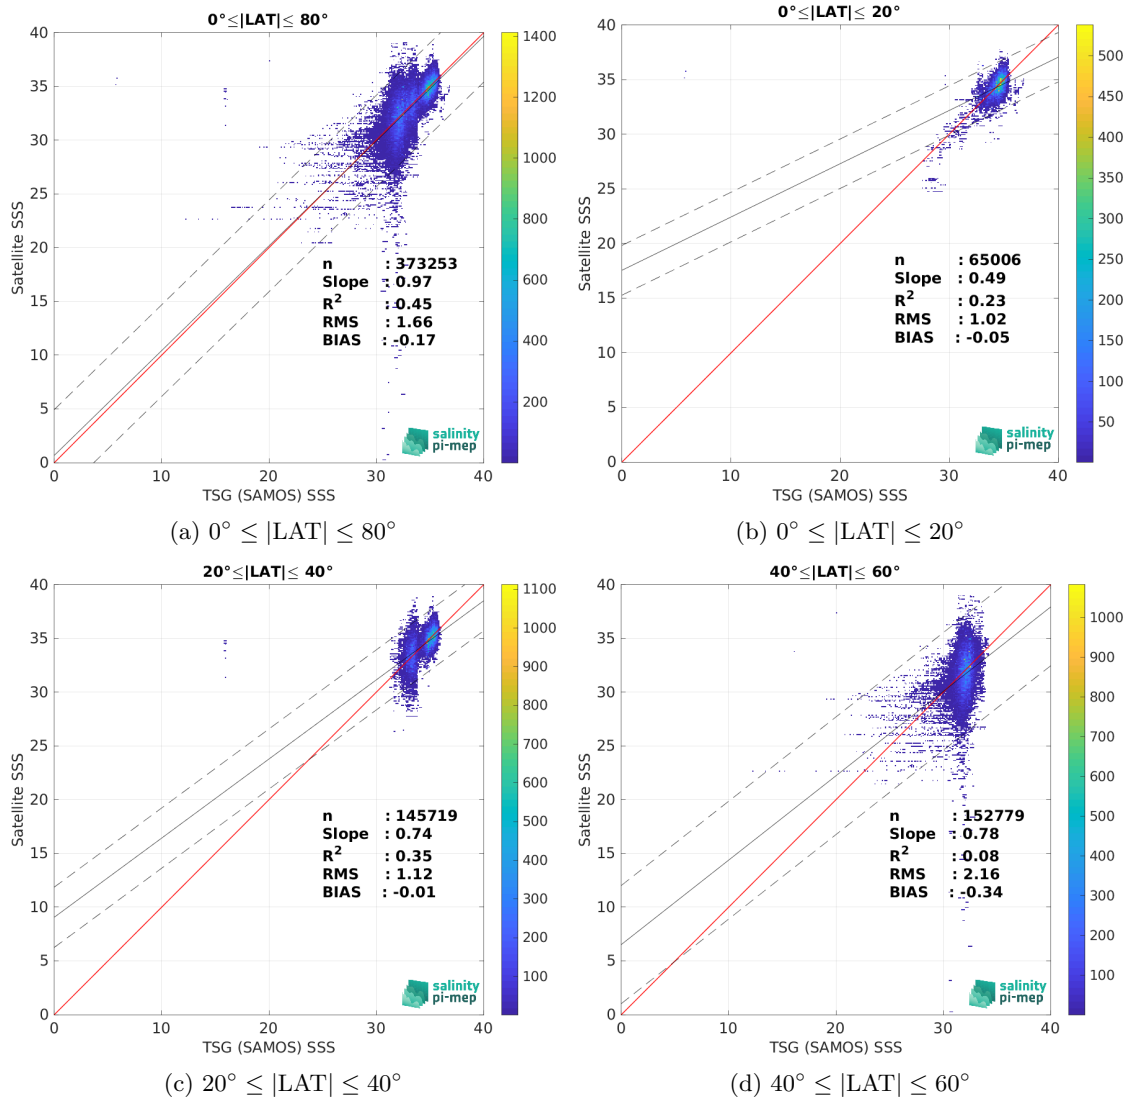 0°≤|LAT|≤ 80°
40
35
30
25
20
15
10
5
0
Satellite SSS
n : 373253
Slope : 0.97
R² : 0.45
RMS : 1.66
BIAS : -0.17
salinity
pi-mep
0 10 20 30 40
TSG (SAMOS) SSS
1400
1200
1000
800
600
400
200
(a) 0° ≤ |LAT| ≤ 80°
0°≤|LAT|≤ 20°
40
35
30
25
20
15
10
5
0
Satellite SSS
n : 65006
Slope : 0.49
R² : 0.23
RMS : 1.02
BIAS : -0.05
salinity
pi-mep
0 10 20 30 40
TSG (SAMOS) SSS
500
450
400
350
300
250
200
150
100
50
(b) 0° ≤ |LAT| ≤ 20°
20°≤|LAT|≤ 40°
40
35
30
25
20
15
10
5
0
Satellite SSS
n : 145719
Slope : 0.74
R² : 0.35
RMS : 1.12
BIAS : -0.01
salinity
pi-mep
0 10 20 30 40
TSG (SAMOS) SSS
1100
1000
900
800
700
600
500
400
300
200
100
(c) 20° ≤ |LAT| ≤ 40°
40°≤|LAT|≤ 60°
40
35
30
25
20
15
10
5
0
Satellite SSS
n : 152779
Slope : 0.78
R² : 0.08
RMS : 2.16
BIAS : -0.34
salinity
pi-mep
0 10 20 30 40
TSG (SAMOS) SSS
1000
900
800
700
600
500
400
300
200
100
(d) 40° ≤ |LAT| ≤ 60°